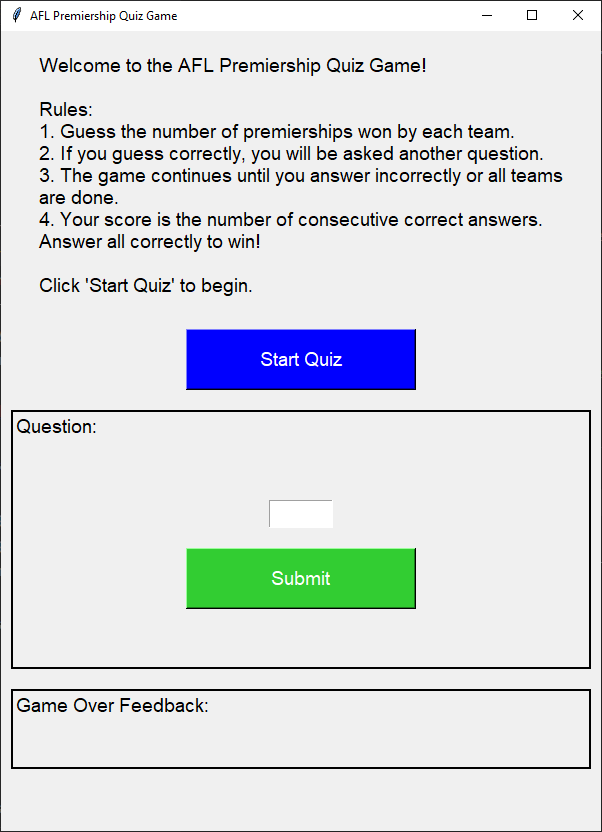 AFL Premiership Quiz Game
Welcome to the AFL Premiership Quiz Game!
Rules:
1. Guess the number of premierships won by each team.
2. If you guess correctly, you will be asked another question.
3. The game continues until you answer incorrectly or all teams
are done.
4. Your score is the number of consecutive correct answers.
Answer all correctly to win!
Click 'Start Quiz' to begin.
Start Quiz
Question:
Submit
Game Over Feedback: